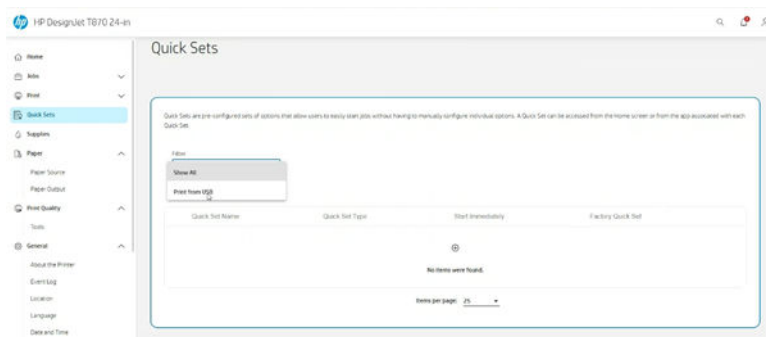 hp HP DesignJet T870 24-in
Quick Sets
Home
Jobs
Print
Quick Sets
Supplies
Paper
Paper Source
Paper Output
Print Quality
Tools
General
About the Printer
Event Log
Location
Language
Date and Time
Quick Sets are pre-configured sets of options that allow users to easily start jobs without having to manually configure individual options. A Quick Set can be accessed from the Home screen or from the app associated with each
Quick Set.
Filter
Show All
Print from USB
Quick Set Name Quick Set Type Start Immediately Factory Quick Set
No items were found.
Items per page: 25